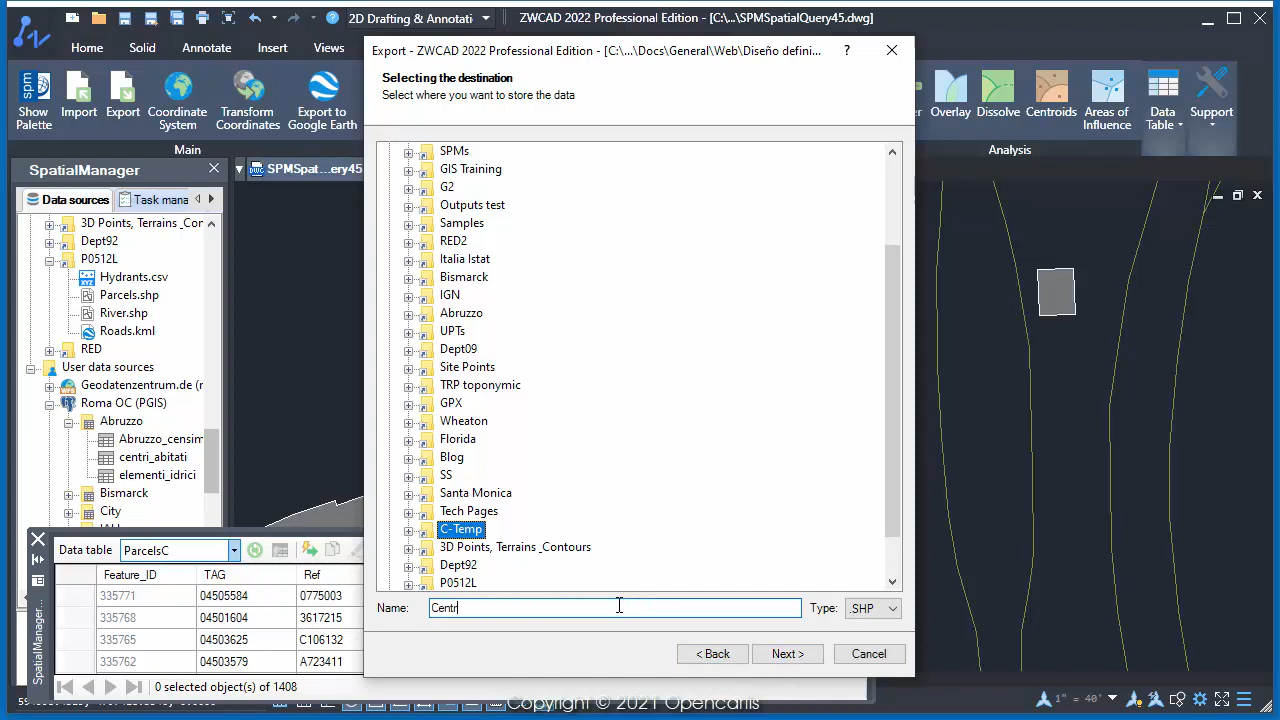 2D Drafting & Annotati
ZWCAD 2022 Professional Edition - [C:\...\SPMSpatialQuery45.dwg]
Home
Solid
Annotate
Insert
Views
spm
Show Palette
Import
Export
Coordinate System
Transform Coordinates
Export to Google Earth
Main
Overlay
Dissolve
Centroids
Areas of Influence
Data Table
Support
Analysis
SpatialManager
SPMSpat...ery45
Data sources
Task mana
3D Points, Terrains _Cor
Dept92
P0512L
Hydrants.csv
Parcels.shp
River.shp
Roads.kml
RED
User data sources
Geodatenzentrum.de (r
Roma OC (PGIS)
Abruzzo
Abruzzo_censim
centri_abitati
elementi_idrici
Bismarck
City
Export - ZWCAD 2022 Professional Edition - [C:\...\Docs\General\Web\Diseño defini...
Selecting the destination
Select where you want to store the data
SPMs
GIS Training
G2
Outputs test
Samples
RED2
Italia Istat
Bismarck
IGN
Abruzzo
UPTs
Dept09
Site Points
TRP toponymic
GPX
Wheaton
Florida
Blog
SS
Santa Monica
Tech Pages
C-Temp
3D Points, Terrains _Contours
Dept92
P0512L
Name: Centr Type: .SHP
< Back Next > Cancel
Data table ParcelsC
Feature_ID TAG Ref
335771 04505584 0775003
335768 04501604 3617215
335765 04503625 C106132
335762 04503579 A723411
0 selected object(s) of 1408
SpatialManager...
1" = 40'
Copyright © 2021 Opencartis